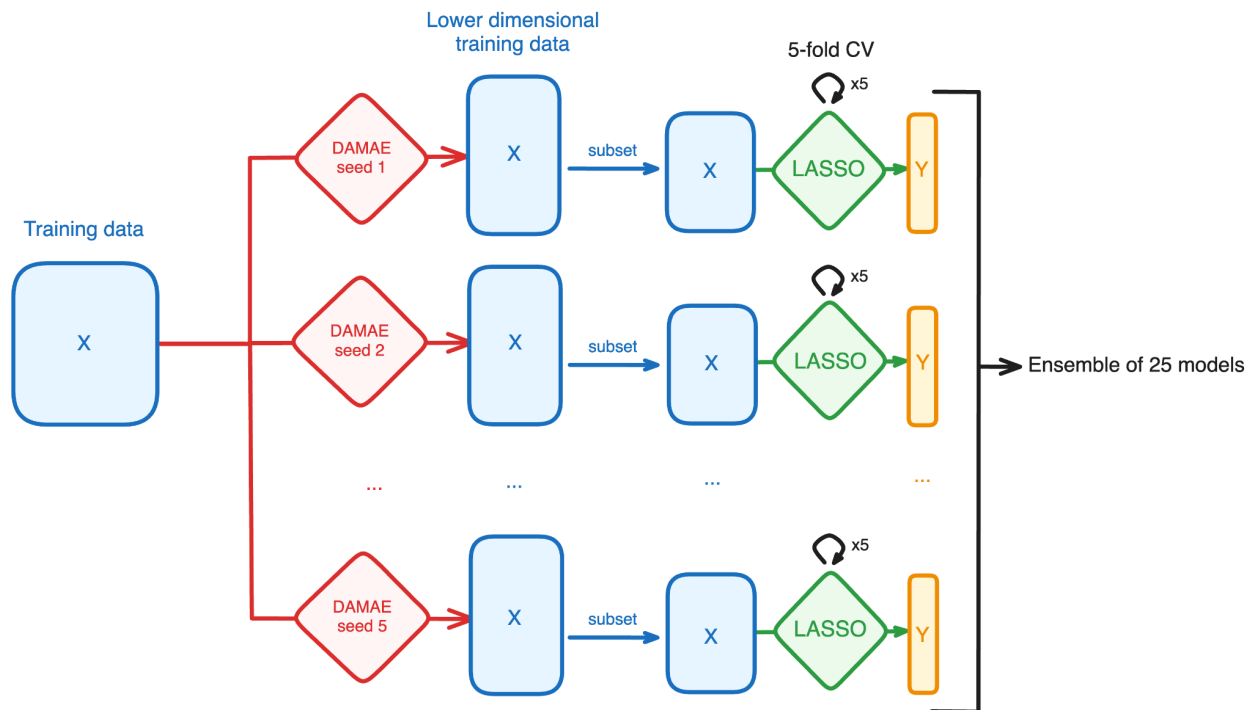 Lower dimensional
training data
5-fold CV
x5
DAMAE
seed 1
X
subset
X
LASSO
Y
Training data
X
x5
DAMAE
seed 2
X
subset
X
LASSO
Y
Ensemble of 25 models
...
...
...
...
x5
DAMAE
seed 5
X
subset
X
LASSO
Y